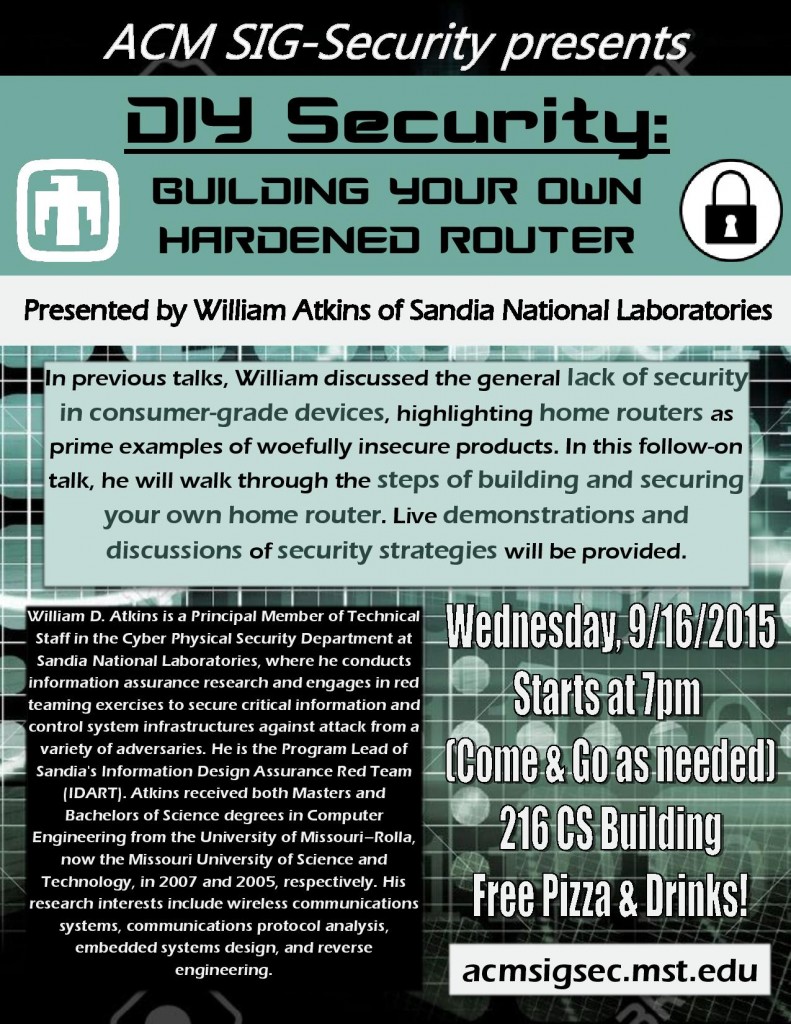 ACM SIG-Security presents
DIY Security:
BUILDING YOUR OWN
HARDENED ROUTER
Presented by William Atkins of Sandia National Laboratories
In previous talks, William discussed the general lack of security
in consumer-grade devices, highlighting home routers as
prime examples of woefully insecure products. In this follow-on
talk, he will walk through the steps of building and securing
your own home router. Live demonstrations and
discussions of security strategies will be provided.
William D. Atkins is a Principal Member of Technical
Staff in the Cyber Physical Security Department at
Sandia National Laboratories, where he conducts
information assurance research and engages in red
teaming exercises to secure critical information and
control system infrastructures against attack from a
variety of adversaries. He is the Program Lead of
Sandia's Information Design Assurance Red Team
(IDART). Atkins received both Masters and
Bachelors of Science degrees in Computer
Engineering from the University of Missouri–Rolla,
now the Missouri University of Science and
Technology, in 2007 and 2005, respectively. His
research interests include wireless communications
systems, communications protocol analysis,
embedded systems design, and reverse
engineering.
Wednesday, 9/16/2015
Starts at 7pm
(Come & Go as needed)
216 CS Building
Free Pizza & Drinks!
acmsigsec.mst.edu